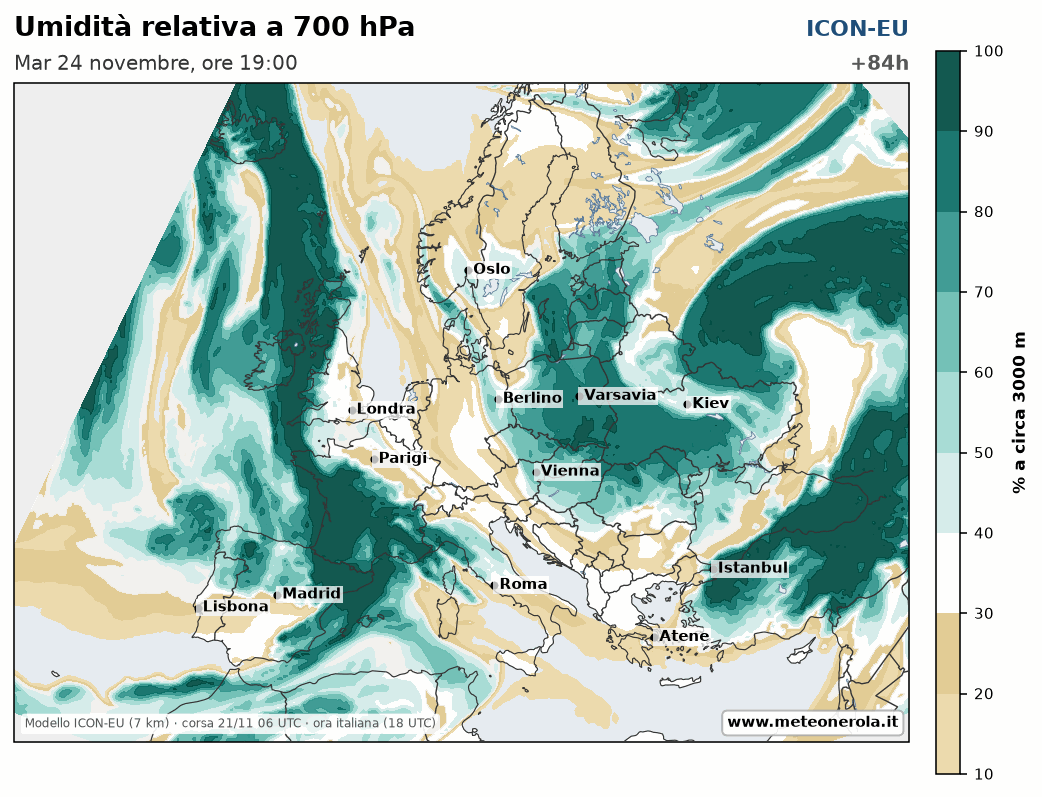 Umidità relativa a 700 hPa
ICON-EU
Mar 24 novembre, ore 19:00
+84h
100
90
80
70
60
50
40
30
20
10
% a circa 3000 m
Oslo
Berlino
Varsavia
Kiev
Londra
Parigi
Vienna
Istanbul
Roma
Madrid
Lisbona
Atene
Modello ICON-EU (7 km) · corsa 21/11 06 UTC · ora italiana (18 UTC)
www.meteonerola.it